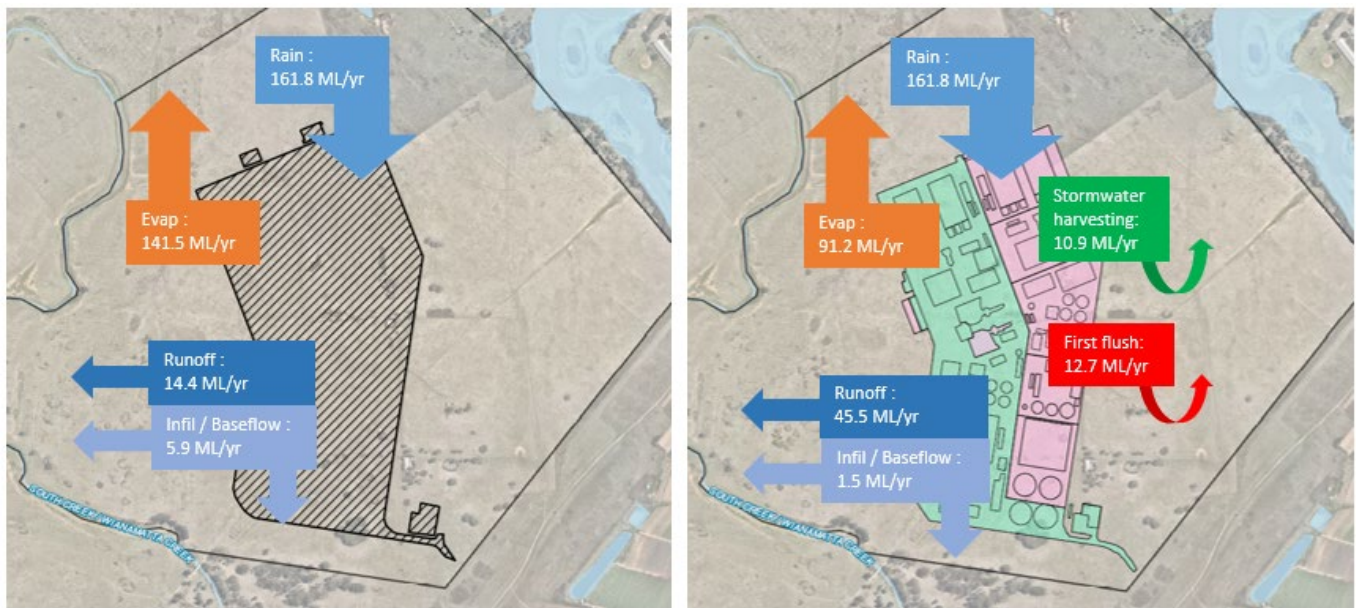 Rain :
161.8 ML/yr
Evap :
141.5 ML/yr
Runoff :
14.4 ML/yr
Infil / Baseflow :
5.9 ML/yr
SOUTH CREEK / WIANAMATTA CREEK
Rain :
161.8 ML/yr
Evap :
91.2 ML/yr
Stormwater
harvesting:
10.9 ML/yr
First flush:
12.7 ML/yr
Runoff :
45.5 ML/yr
Infil / Baseflow :
1.5 ML/yr
SOUTH CREEK / WIANAMATTA CREEK